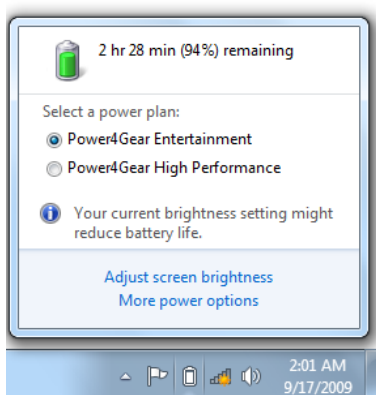 2 hr 28 min (94%) remaining
Select a power plan:
Power4Gear Entertainment
Power4Gear High Performance
Your current brightness setting might
reduce battery life.
Adjust screen brightness
More power options
2:01 AM
9/17/2009